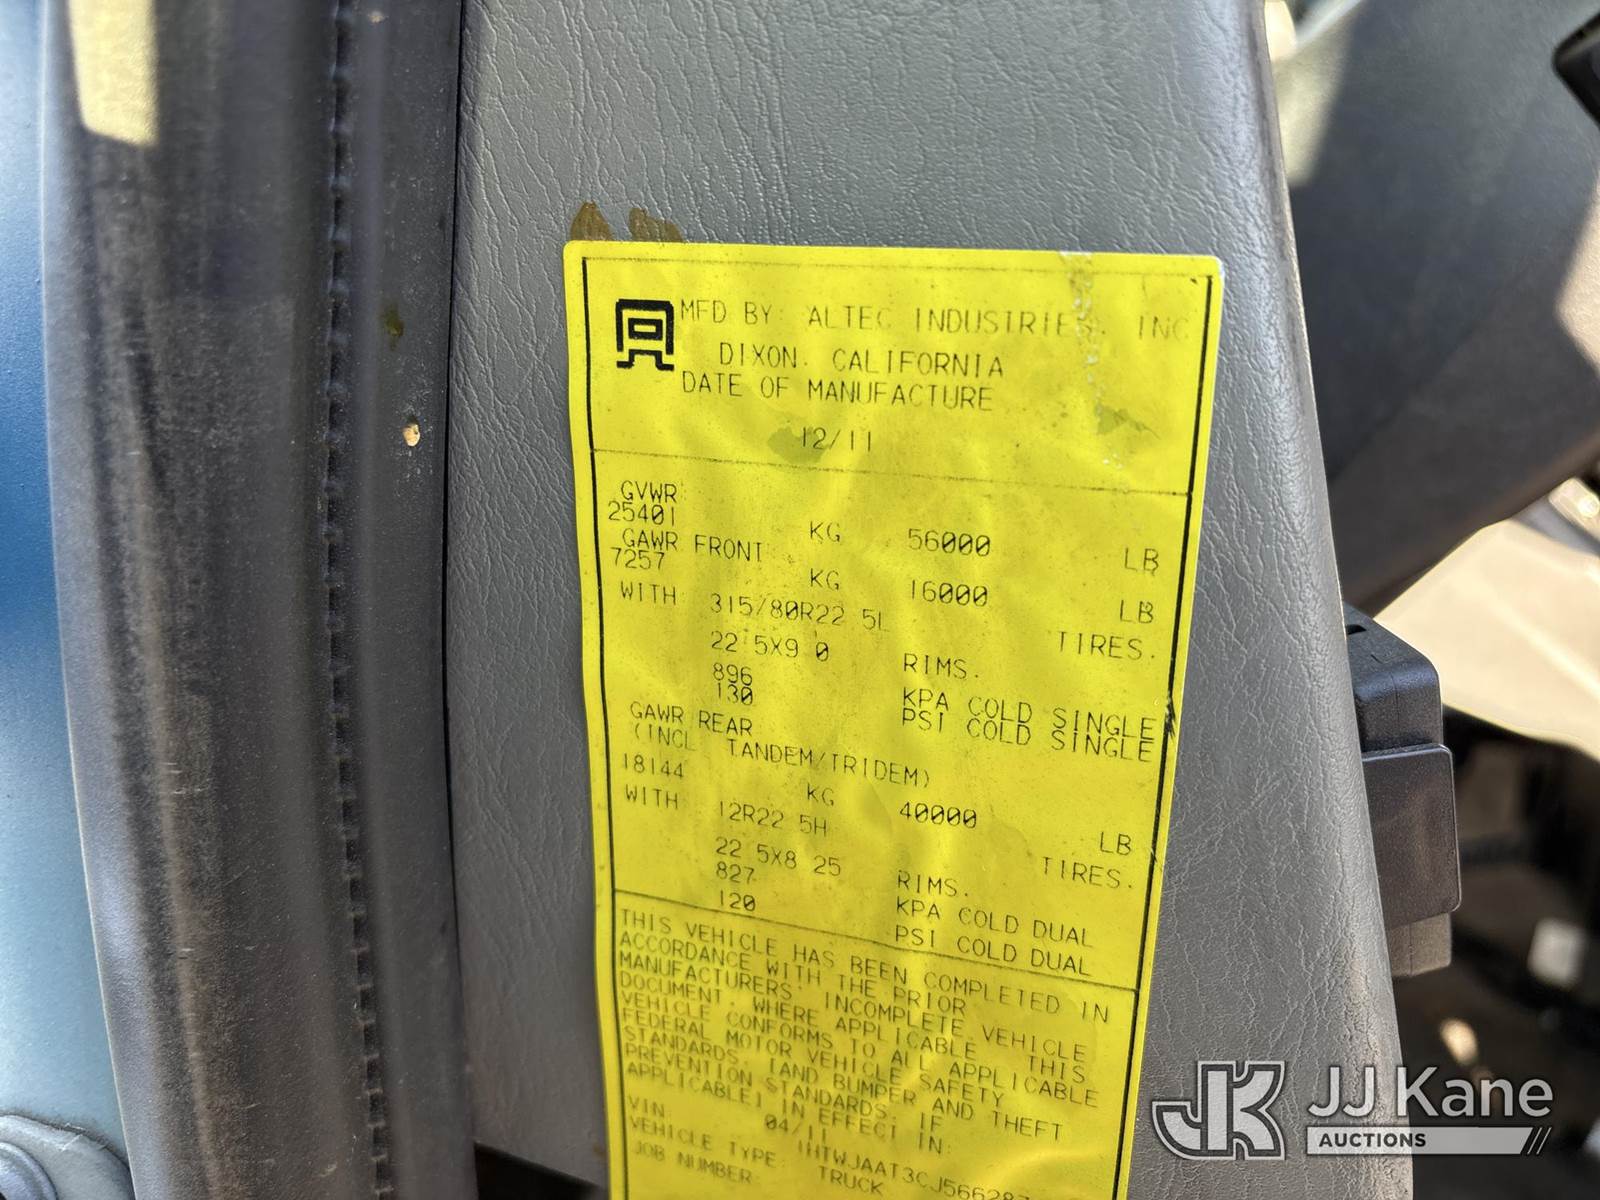 MFD BY: ALTEC INDUSTRIES, INC
DIXON, CALIFORNIA
DATE OF MANUFACTURE
12/11
GVWR
25401 KG 56000 LB
GAWR FRONT
7257 KG 16000 LB
WITH 315/80R22.5L TIRES.
22.5X9.0 RIMS.
896 KPA COLD SINGLE
130 PSI COLD SINGLE
GAWR REAR
(INCL TANDEM/TRIDEM)
18144 KG 40000 LB
WITH 12R22.5H TIRES.
22.5X8.25 RIMS.
827 KPA COLD DUAL
120 PSI COLD DUAL
THIS VEHICLE HAS BEEN COMPLETED IN
ACCORDANCE WITH THE PRIOR
MANUFACTURERS' INCOMPLETE VEHICLE
DOCUMENT, WHERE APPLICABLE. THIS
VEHICLE CONFORMS TO ALL APPLICABLE
FEDERAL MOTOR VEHICLE SAFETY
STANDARDS, [AND BUMPER AND THEFT
PREVENTION STANDARDS, IF
APPLICABLE] IN EFFECT IN:
04/11
VIN: 1HTWJAAT3CJ566287
VEHICLE TYPE: TRUCK
JOB NUMBER:
JK JJ Kane
AUCTIONS